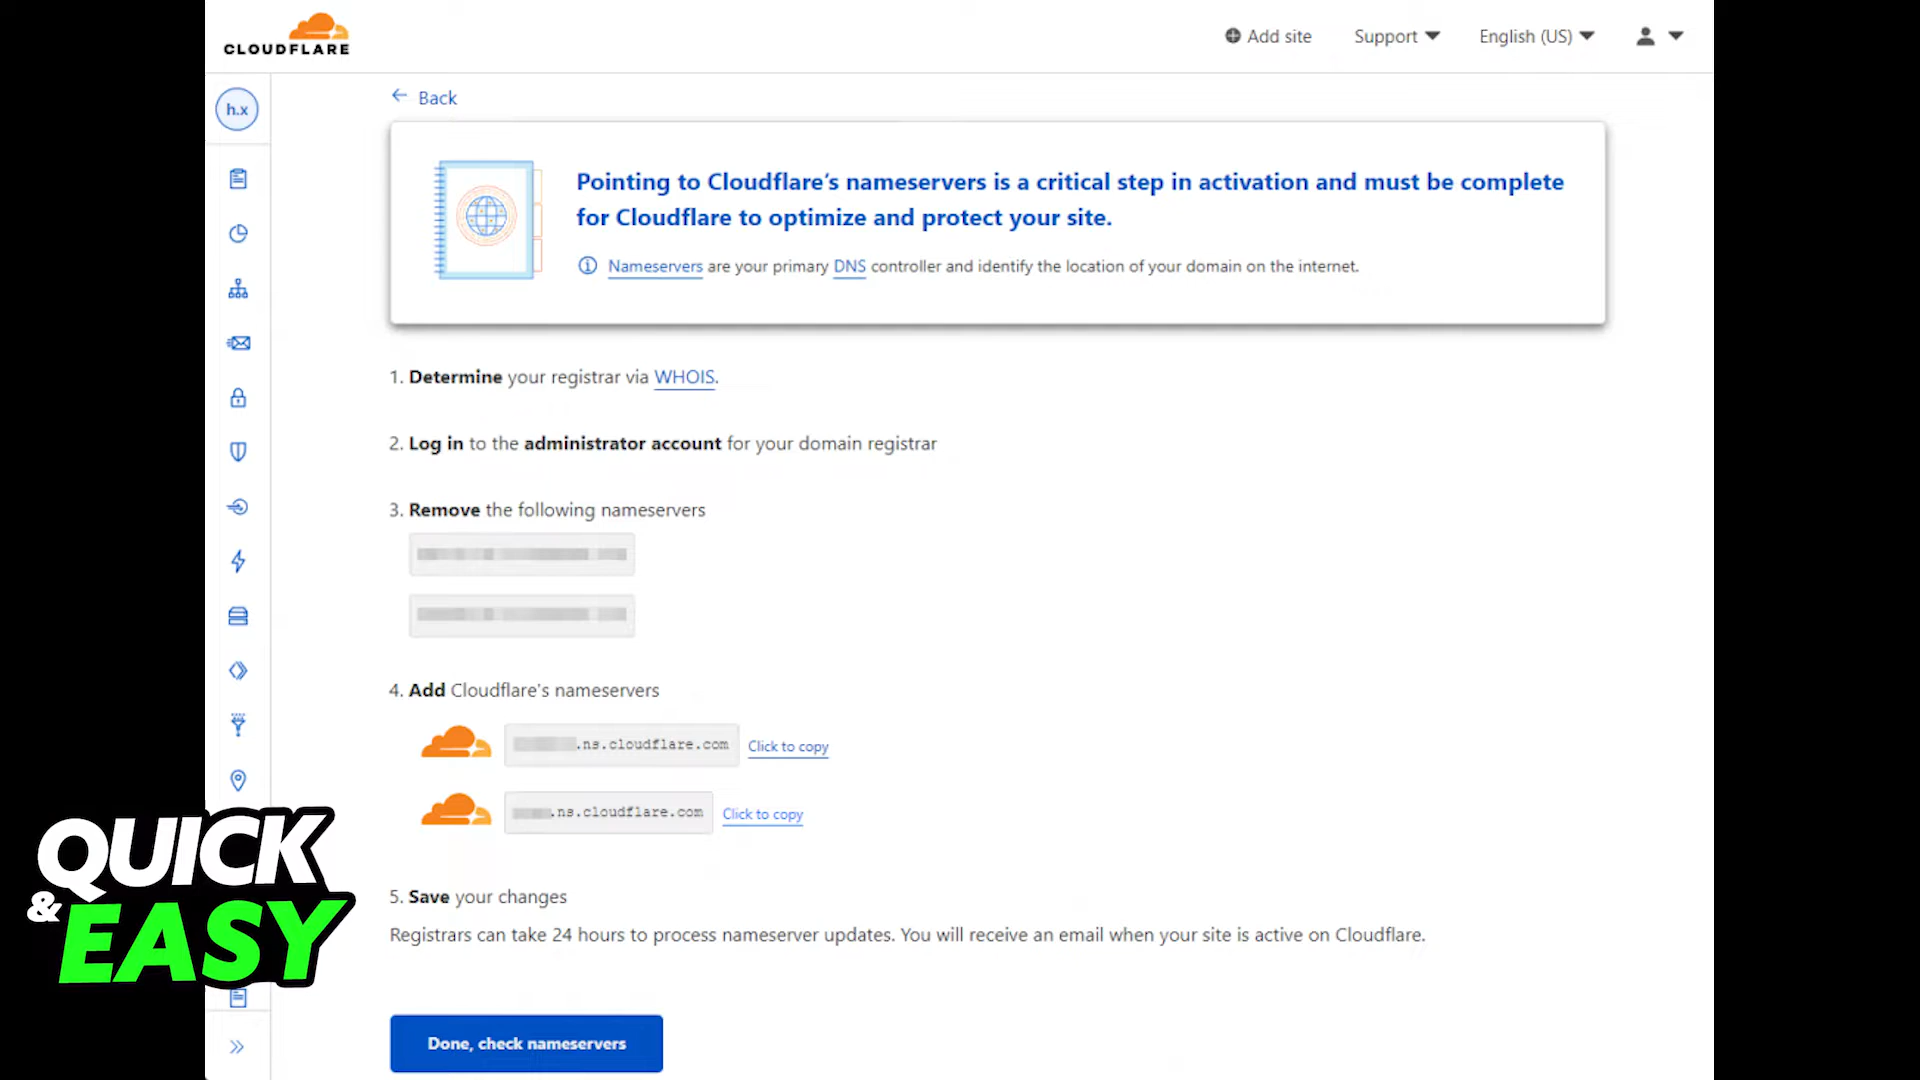 CLOUDFLARE
Add site
Support
English (US)
h.x
Back
Pointing to Cloudflare's nameservers is a critical step in activation and must be complete
for Cloudflare to optimize and protect your site.
Nameservers are your primary DNS controller and identify the location of your domain on the internet.
1. Determine your registrar via WHOIS.
2. Log in to the administrator account for your domain registrar
3. Remove the following nameservers
4. Add Cloudflare's nameservers
.ns.cloudflare.com Click to copy
.ns.cloudflare.com Click to copy
5. Save your changes
Registrars can take 24 hours to process nameserver updates. You will receive an email when your site is active on Cloudflare.
Done, check nameservers
QUICK
& EASY